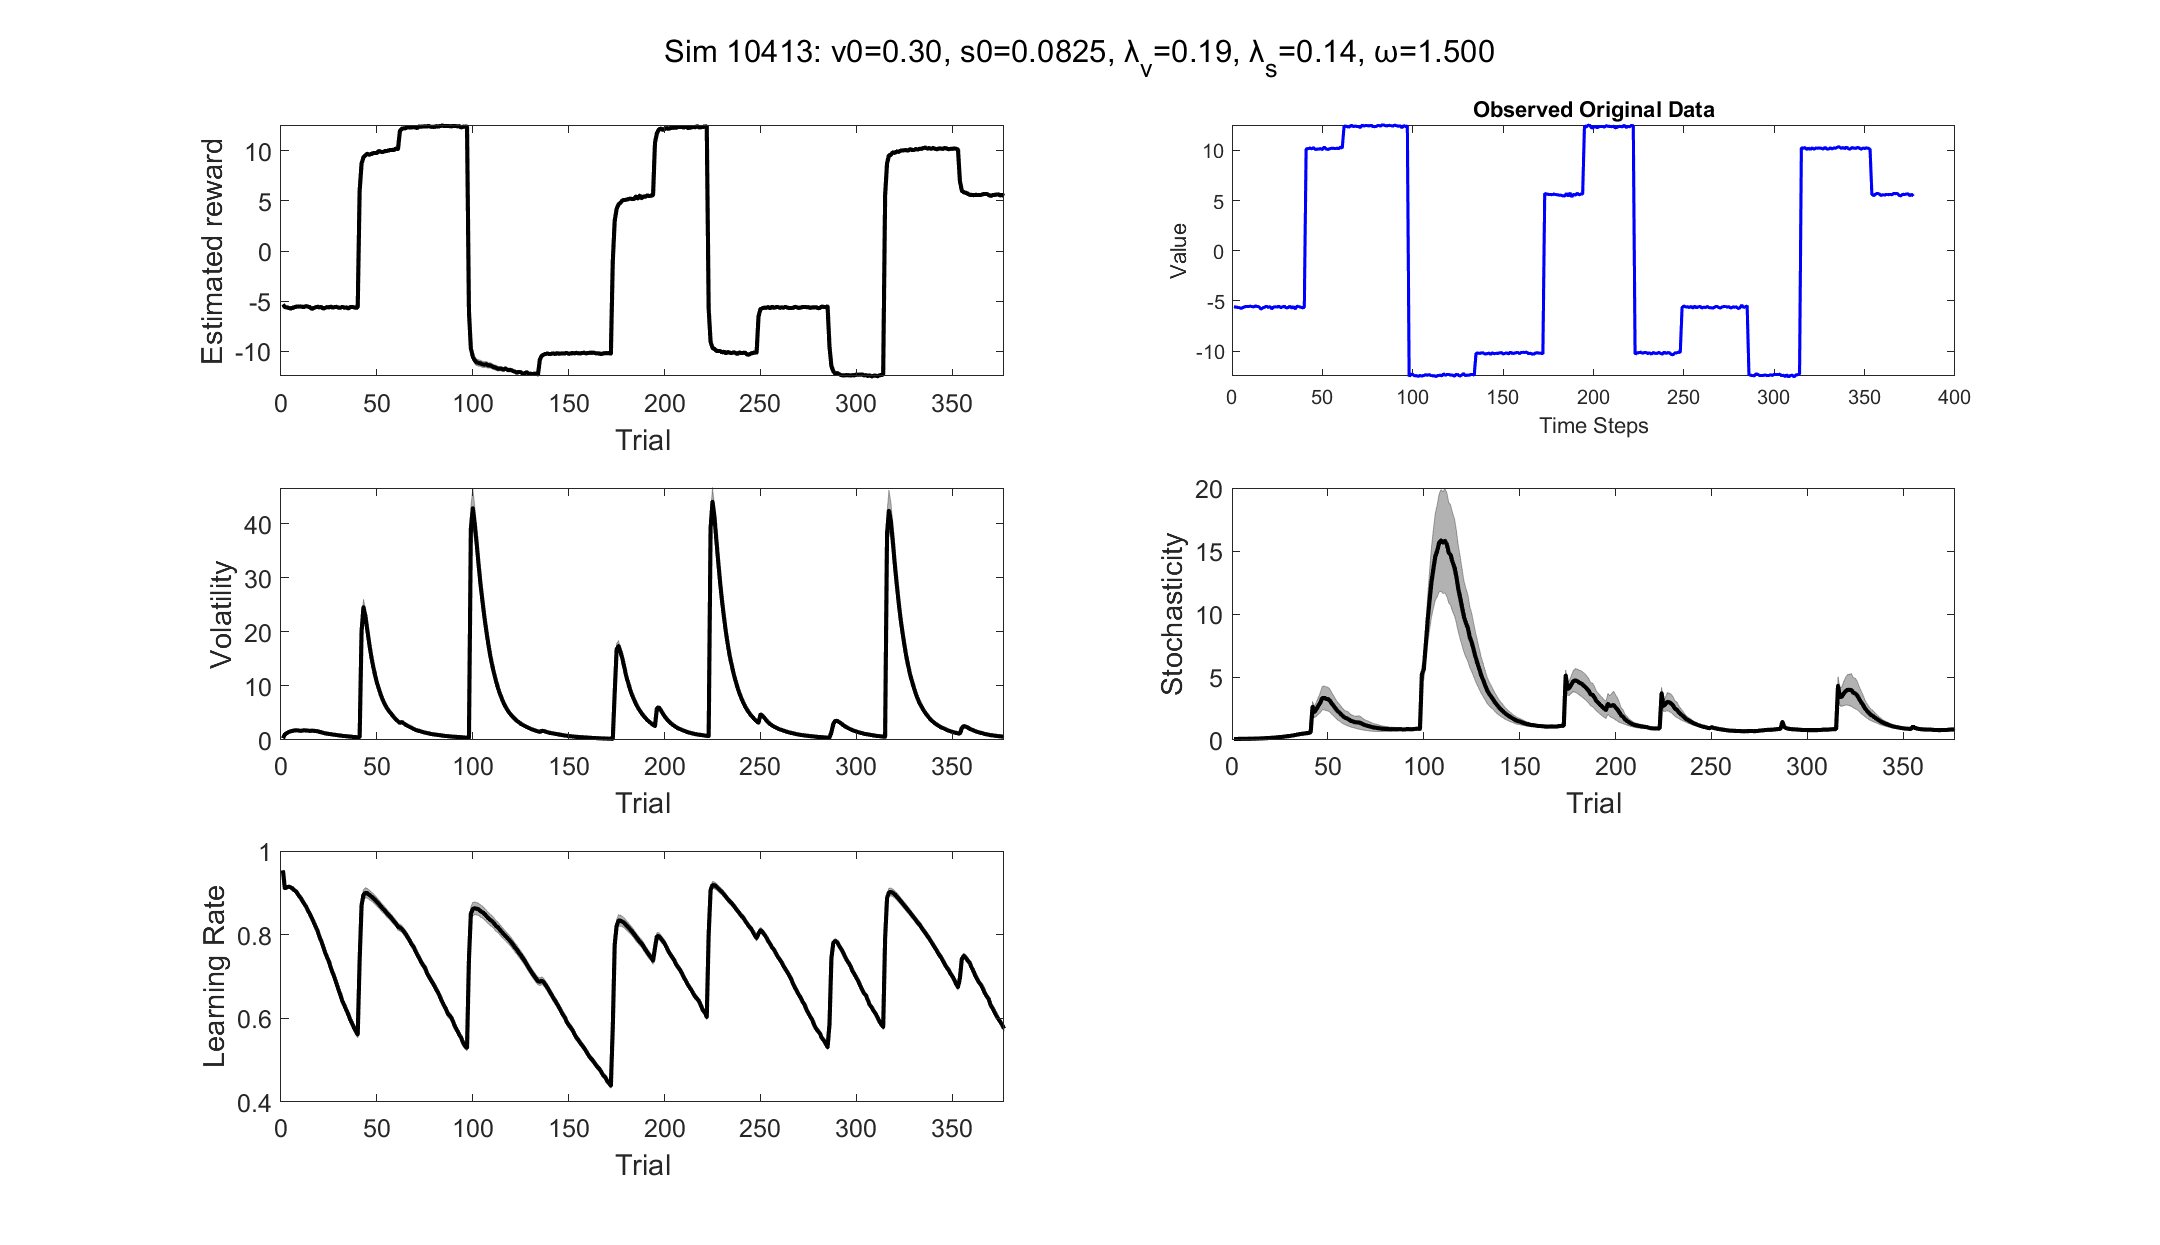 Sim 10413: v0=0.30, s0=0.0825, λv=0.19, λs=0.14, ω=1.500
Estimated reward
10
5
0
-5
-10
0 50 100 150 200 250 300 350
Trial
Observed Original Data
Value
10
5
0
-5
-10
0 50 100 150 200 250 300 350 400
Time Steps
Volatility
40
30
20
10
0
0 50 100 150 200 250 300 350
Trial
Stochasticity
20
15
10
5
0
0 50 100 150 200 250 300 350
Trial
Learning Rate
1
0.8
0.6
0.4
0 50 100 150 200 250 300 350
Trial